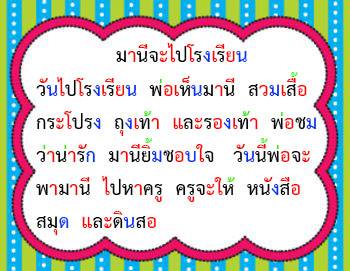 มานีจะไปโรงเรียน
วันไปโรงเรียน พ่อเห็นมานี สวมเสื้อ
กระโปรง ถุงเท้า และรองเท้า พ่อชม
ว่าน่ารัก มานียิ้มชอบใจ วันนี้พ่อจะ
พามานี ไปหาครู ครูจะให้ หนังสือ
สมุด และดินสอ